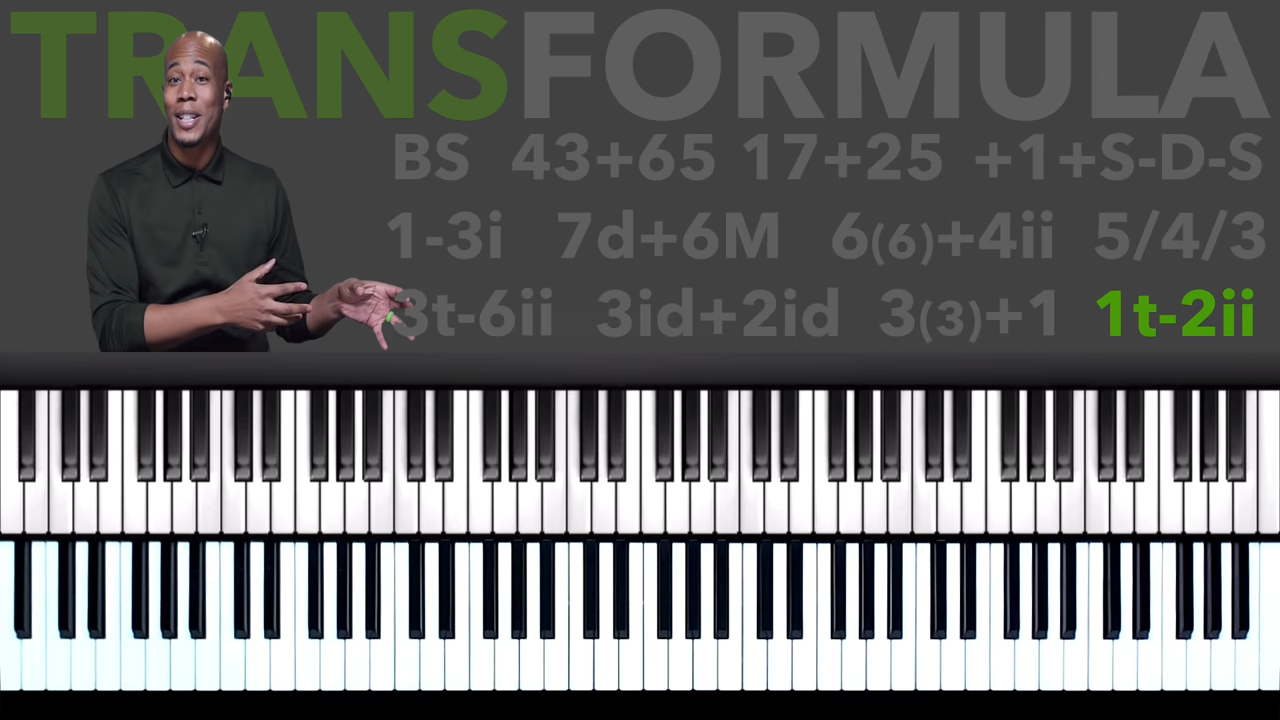 TRANSFORMULA
BS 43+65 17+25 +1+S-D-S
1-3i 7d+6M 6(6)+4ii 5/4/3
3t-6ii 3id+2id 3(3)+1 1t-2ii